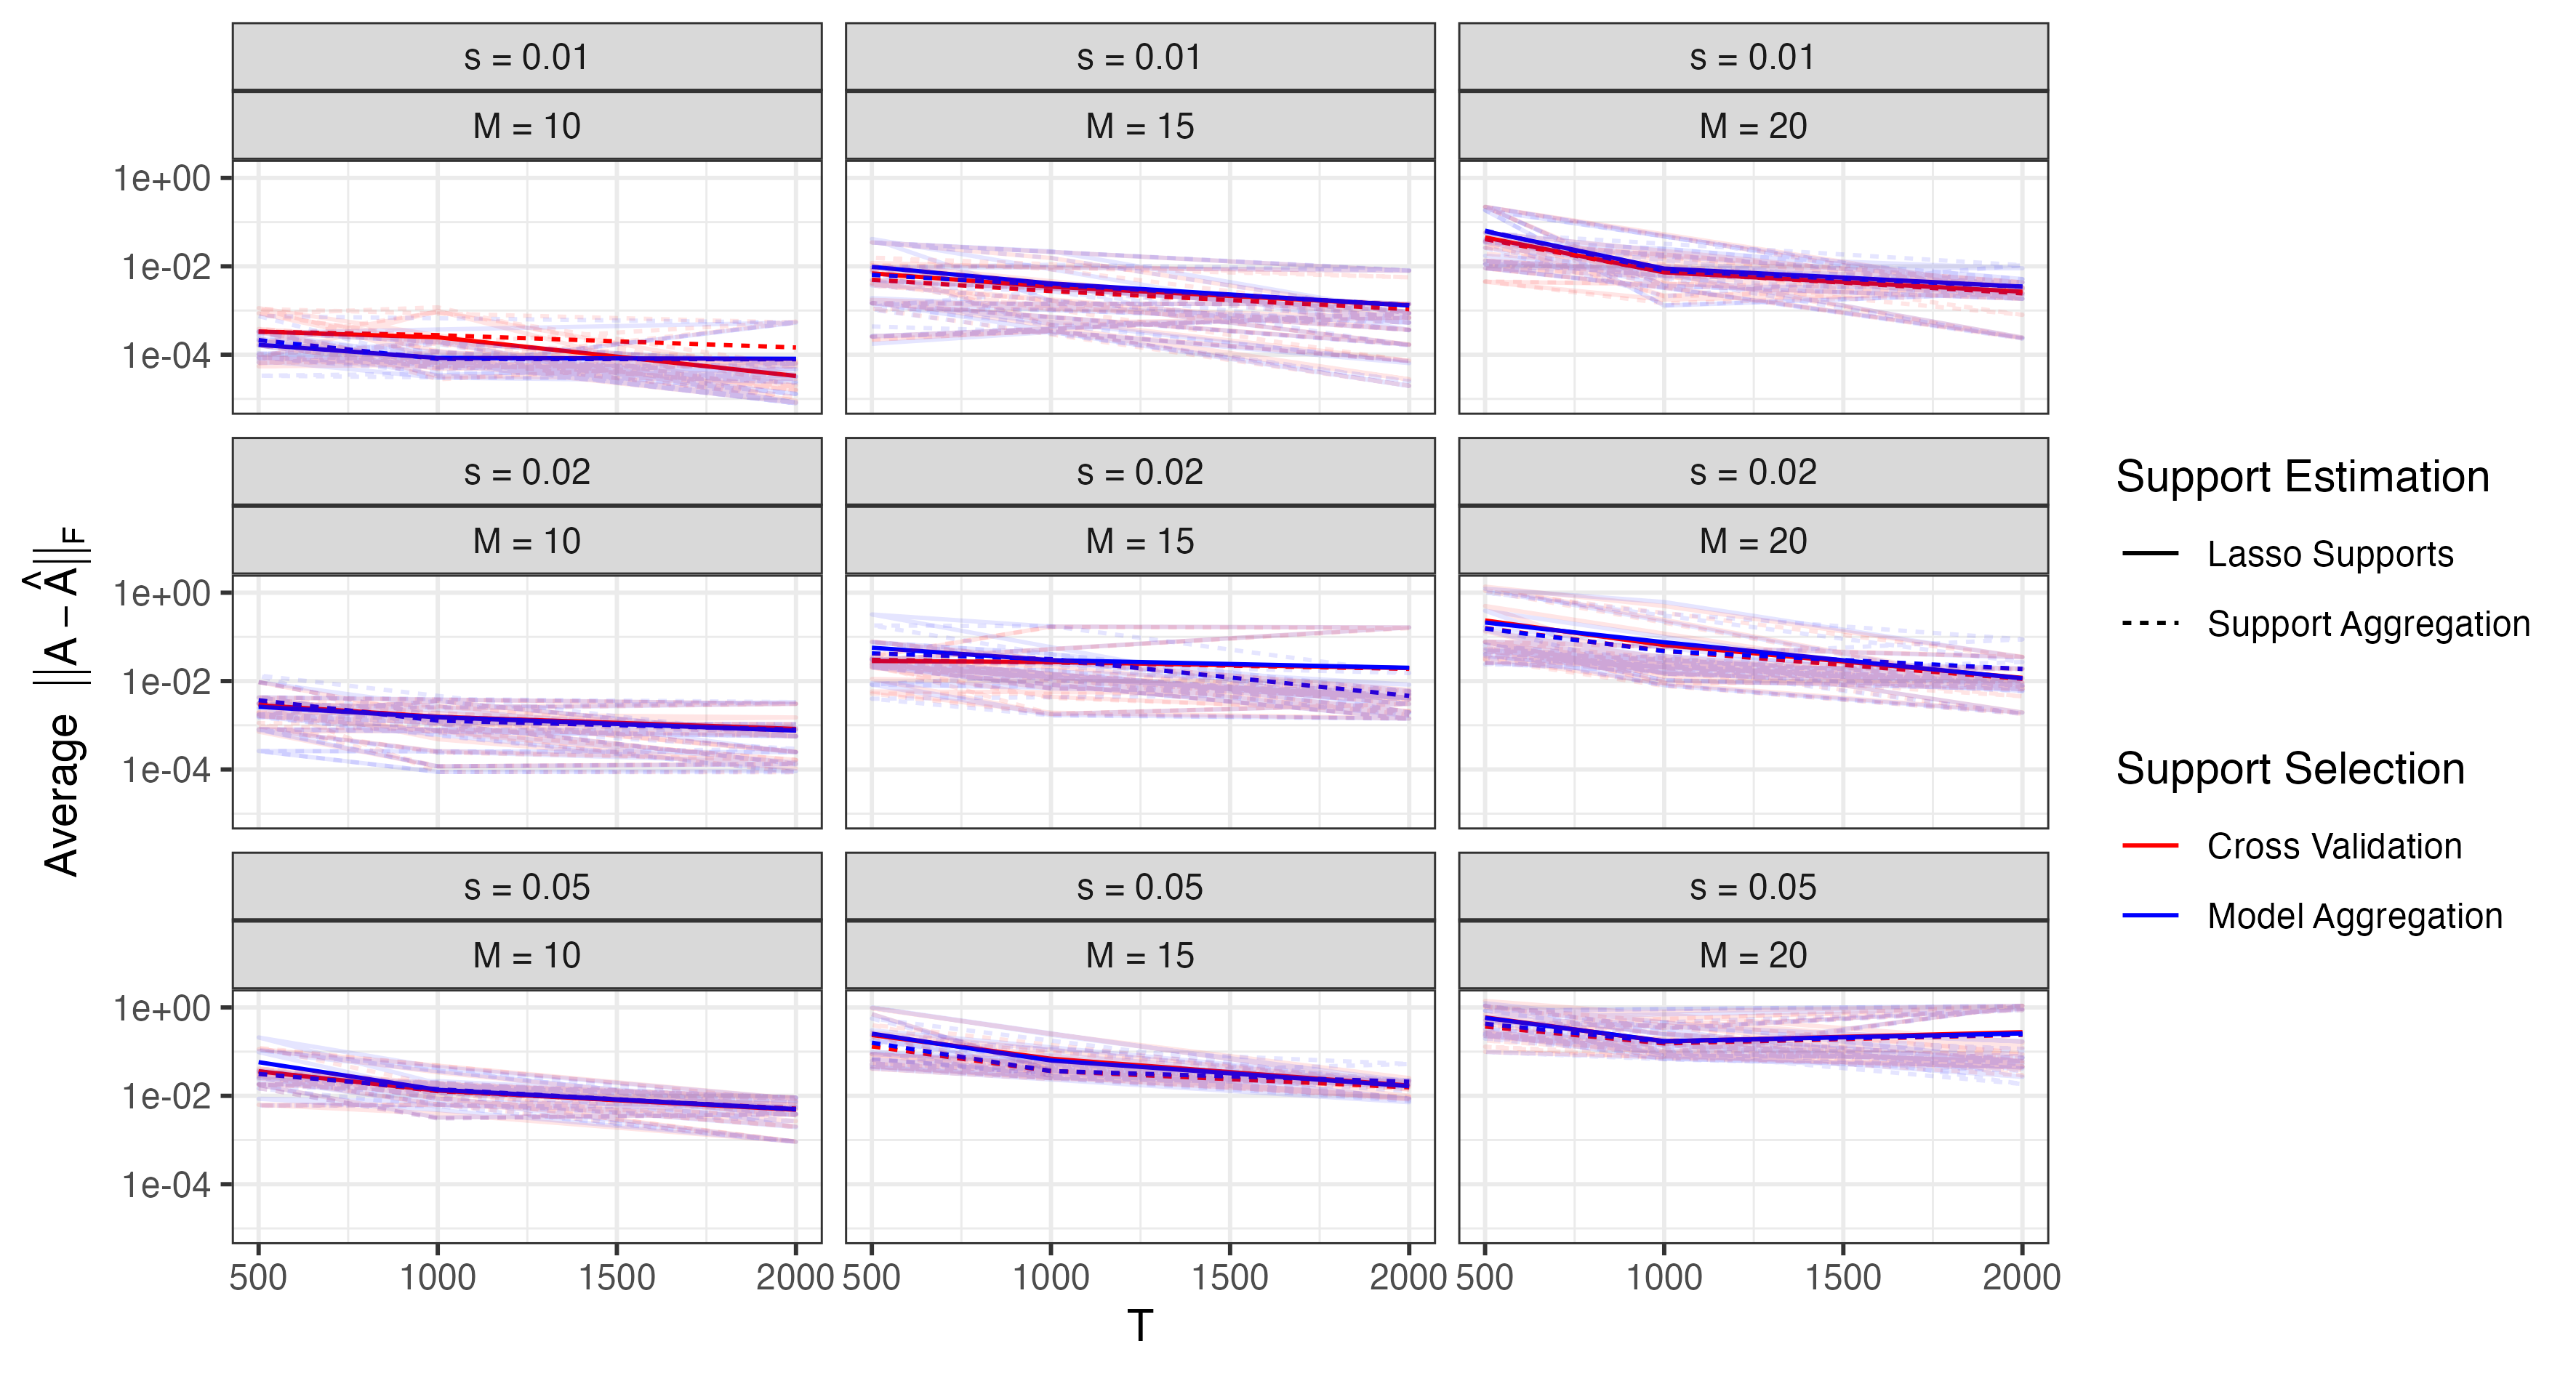 s = 0.01
M = 10
s = 0.01
M = 15
s = 0.01
M = 20
1e+00
1e-02
1e-04
s = 0.02
M = 10
s = 0.02
M = 15
s = 0.02
M = 20
1e+00
1e-02
1e-04
s = 0.05
M = 10
s = 0.05
M = 15
s = 0.05
M = 20
1e+00
1e-02
1e-04
500 1000 1500 2000
500 1000 1500 2000
500 1000 1500 2000
T
Average ||A − Â||F
Support Estimation
Lasso Supports
Support Aggregation
Support Selection
Cross Validation
Model Aggregation